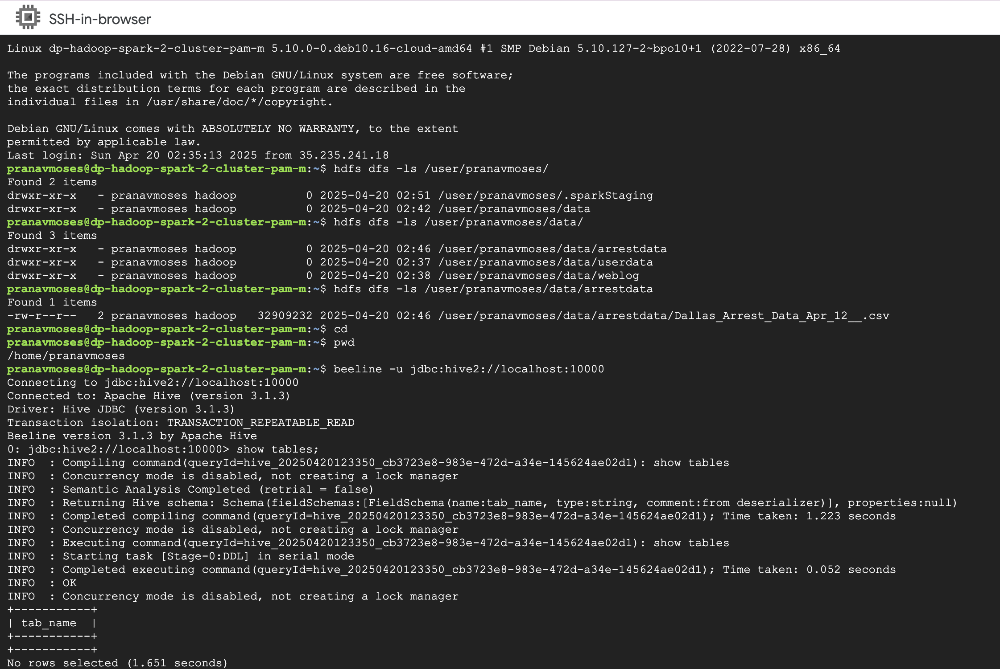 SSH-in-browser
Linux dp-hadoop-spark-2-cluster-pam-m 5.10.0-0.deb10.16-cloud-amd64 #1 SMP Debian 5.10.127-2~bpo10+1 (2022-07-28) x86_64
The programs included with the Debian GNU/Linux system are free software;
the exact distribution terms for each program are described in the
individual files in /usr/share/doc/*/copyright.
Debian GNU/Linux comes with ABSOLUTELY NO WARRANTY, to the extent
permitted by applicable law.
Last login: Sun Apr 20 02:35:13 2025 from 35.235.241.18
pranavmoses@dp-hadoop-spark-2-cluster-pam-m:~$ hdfs dfs -ls /user/pranavmoses/
Found 2 items
drwxr-xr-x   - pranavmoses hadoop          0 2025-04-20 02:51 /user/pranavmoses/.sparkStaging
drwxr-xr-x   - pranavmoses hadoop          0 2025-04-20 02:42 /user/pranavmoses/data
pranavmoses@dp-hadoop-spark-2-cluster-pam-m:~$ hdfs dfs -ls /user/pranavmoses/data/
Found 3 items
drwxr-xr-x   - pranavmoses hadoop          0 2025-04-20 02:46 /user/pranavmoses/data/arrestdata
drwxr-xr-x   - pranavmoses hadoop          0 2025-04-20 02:37 /user/pranavmoses/data/userdata
drwxr-xr-x   - pranavmoses hadoop          0 2025-04-20 02:38 /user/pranavmoses/data/weblog
pranavmoses@dp-hadoop-spark-2-cluster-pam-m:~$ hdfs dfs -ls /user/pranavmoses/data/arrestdata
Found 1 items
-rw-r--r--   2 pranavmoses hadoop   32909232 2025-04-20 02:46 /user/pranavmoses/data/arrestdata/Dallas_Arrest_Data_Apr_12__.csv
pranavmoses@dp-hadoop-spark-2-cluster-pam-m:~$ cd
pranavmoses@dp-hadoop-spark-2-cluster-pam-m:~$ pwd
/home/pranavmoses
pranavmoses@dp-hadoop-spark-2-cluster-pam-m:~$ beeline -u jdbc:hive2://localhost:10000
Connecting to jdbc:hive2://localhost:10000
Connected to: Apache Hive (version 3.1.3)
Driver: Hive JDBC (version 3.1.3)
Transaction isolation: TRANSACTION_REPEATABLE_READ
Beeline version 3.1.3 by Apache Hive
0: jdbc:hive2://localhost:10000> show tables;
INFO  : Compiling command(queryId=hive_20250420123350_cb3723e8-983e-472d-a34e-145624ae02d1): show tables
INFO  : Concurrency mode is disabled, not creating a lock manager
INFO  : Semantic Analysis Completed (retrial = false)
INFO  : Returning Hive schema: Schema(fieldSchemas:[FieldSchema(name:tab_name, type:string, comment:from deserializer)], properties:null)
INFO  : Completed compiling command(queryId=hive_20250420123350_cb3723e8-983e-472d-a34e-145624ae02d1); Time taken: 1.223 seconds
INFO  : Concurrency mode is disabled, not creating a lock manager
INFO  : Executing command(queryId=hive_20250420123350_cb3723e8-983e-472d-a34e-145624ae02d1): show tables
INFO  : Starting task [Stage-0:DDL] in serial mode
INFO  : Completed executing command(queryId=hive_20250420123350_cb3723e8-983e-472d-a34e-145624ae02d1); Time taken: 0.052 seconds
INFO  : OK
INFO  : Concurrency mode is disabled, not creating a lock manager
+-----------+
| tab_name  |
+-----------+
+-----------+
No rows selected (1.651 seconds)